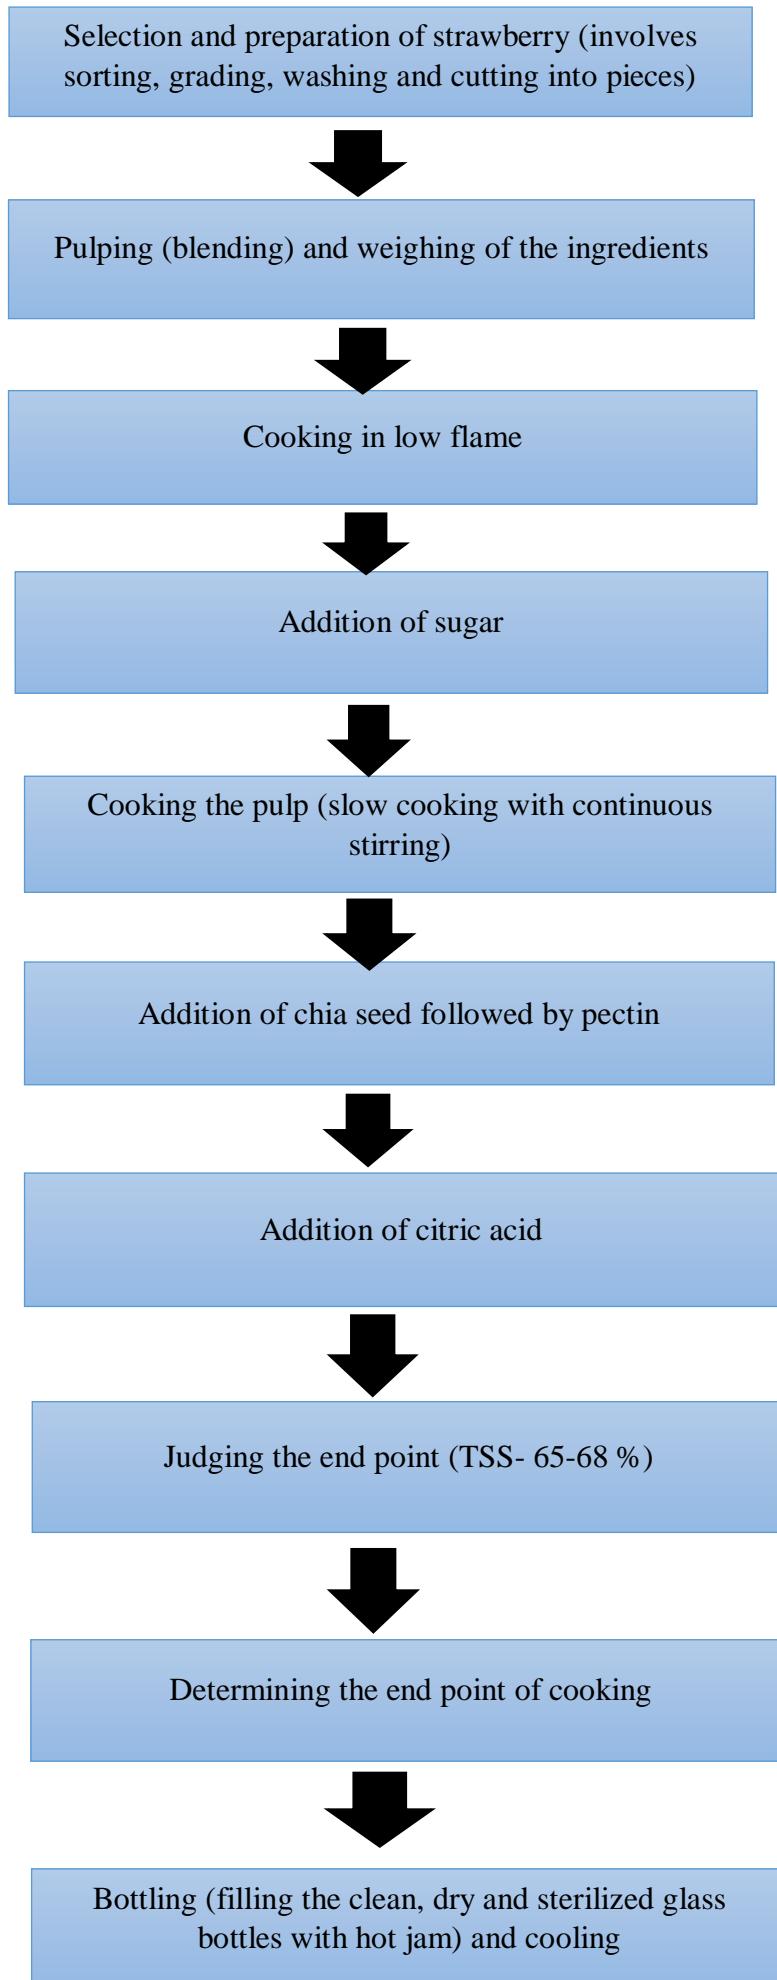 Selection and preparation of strawberry (involves
sorting, grading, washing and cutting into pieces)
Pulping (blending) and weighing of the ingredients
Cooking in low flame
Addition of sugar
Cooking the pulp (slow cooking with continuous
stirring)
Addition of chia seed followed by pectin
Addition of citric acid
Judging the end point (TSS- 65-68 %)
Determining the end point of cooking
Bottling (filling the clean, dry and sterilized glass
bottles with hot jam) and cooling